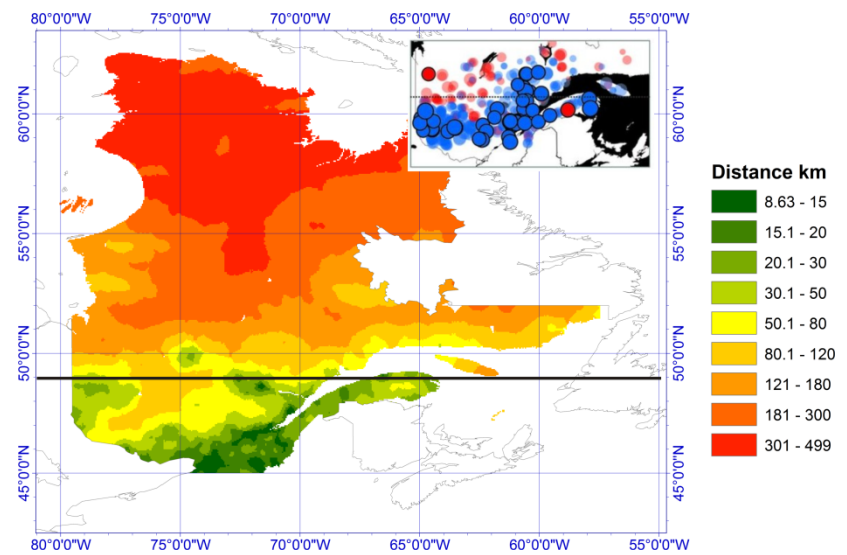 80°0'0"W 75°0'0"W 70°0'0"W 65°0'0"W 60°0'0"W 55°0'0"W
60°0'0"N 60°0'0"N
55°0'0"N 55°0'0"N
50°0'0"N 50°0'0"N
45°0'0"N 45°0'0"N
80°0'0"W 75°0'0"W 70°0'0"W 65°0'0"W 60°0'0"W 55°0'0"W
Distance km
8.63 - 15
15.1 - 20
20.1 - 30
30.1 - 50
50.1 - 80
80.1 - 120
121 - 180
181 - 300
301 - 499